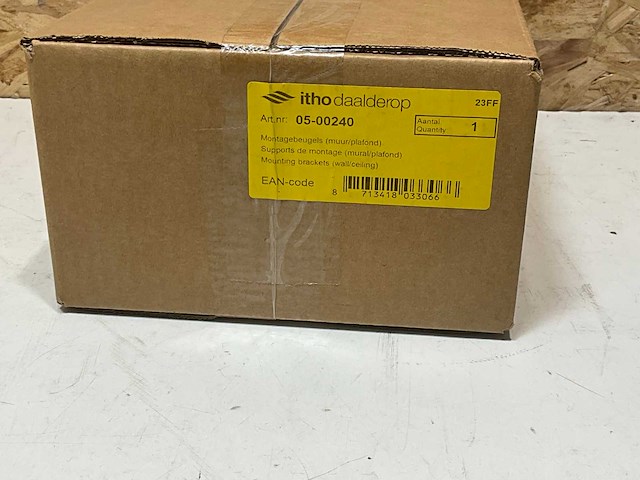 itho daalderop
23FF
Art.nr: 05-00240
Aantal
Quantity: 1
Montagebeugels (muur/plafond)
Supports de montage (mural/plafond)
Mounting brackets (wall/ceiling)
EAN-code
8 713418 033066